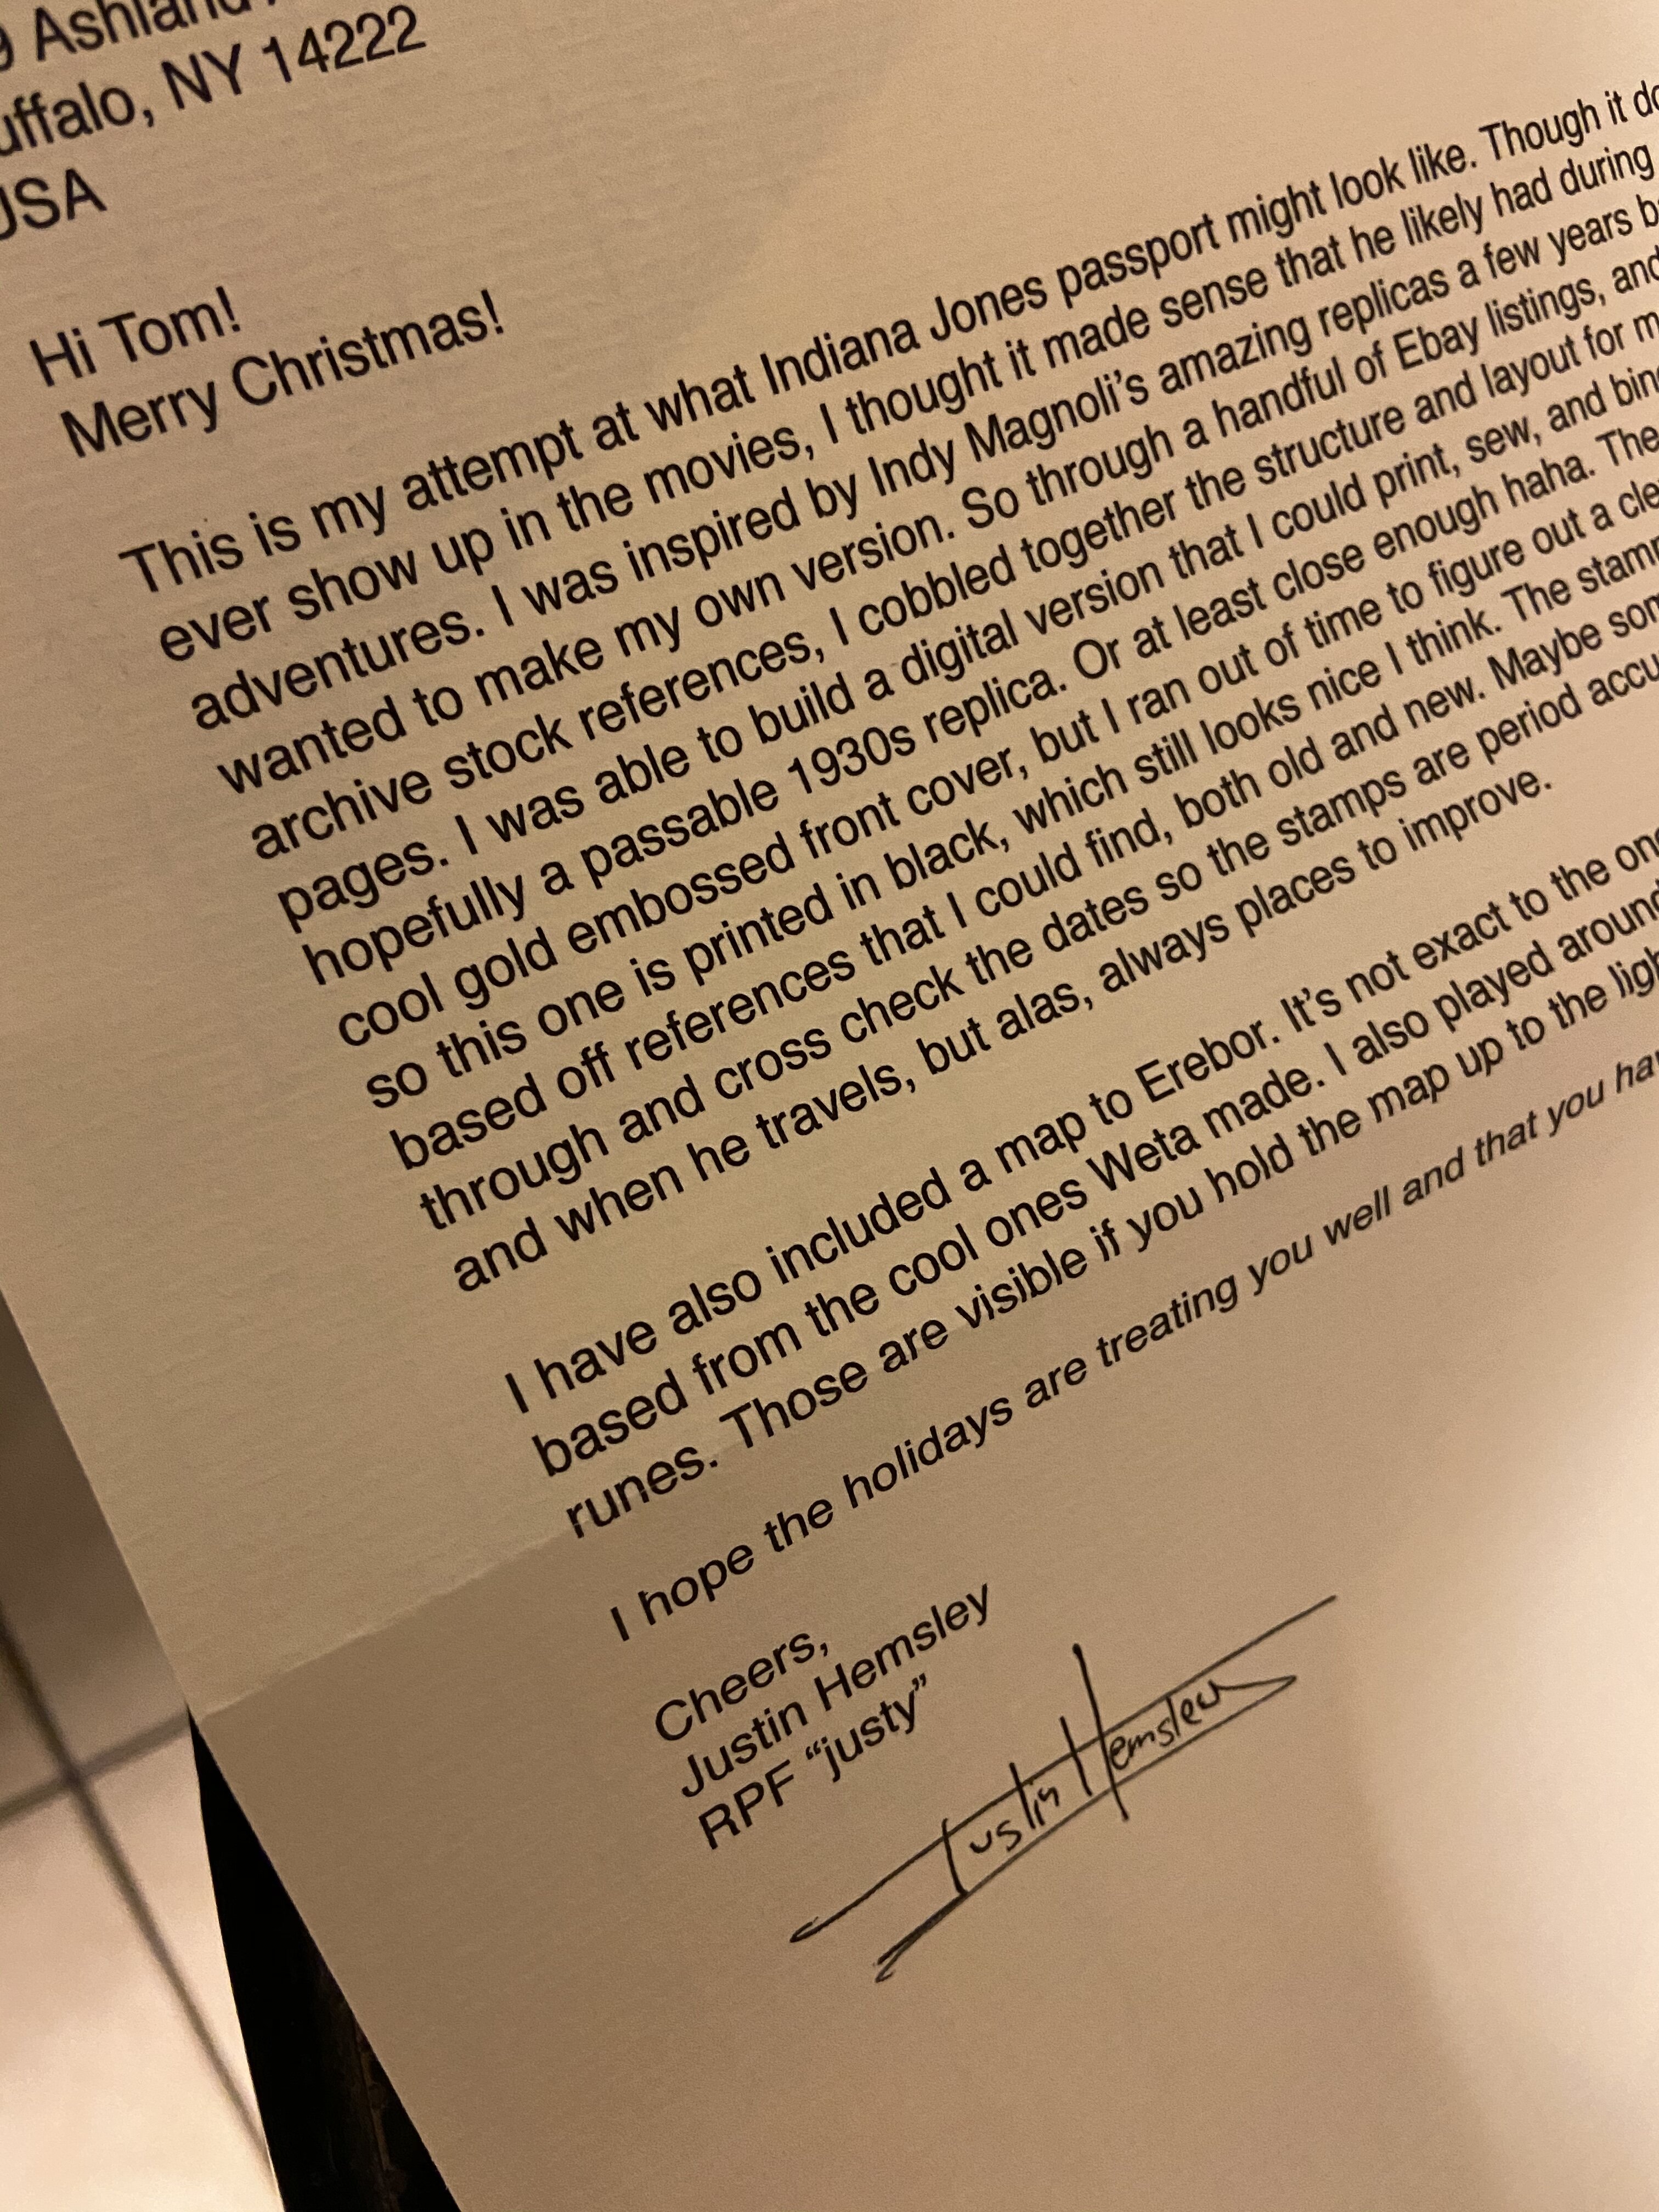 9 Ashland
uffalo, NY 14222
USA
Hi Tom!
Merry Christmas!
This is my attempt at what Indiana Jones passport might look like. Though it
ever show up in the movies, I thought it made sense that he likely had during
adventures. I was inspired by Indy Magnoli's amazing replicas a few years
wanted to make my own version. So through a handful of Ebay listings, and
archive stock references, I cobbled together the structure and layout for
pages. I was able to build a digital version that I could print, sew, and
hopefully a passable 1930s replica. Or at least close enough haha. The
cool gold embossed front cover, but I ran out of time to figure out a
so this one is printed in black, which still looks nice I think. The
based off references that I could find, both old and new. Maybe
through and cross check the dates so the stamps are period
and when he travels, but alas, always places to improve.
I have also included a map to Erebor. It's not exact to the
based from the cool ones Weta made. I also played around
runes. Those are visible if you hold the map up to the
I hope the holidays are treating you well and that you
Cheers,
Justin Hemsley
RPF "justy"
Justin Hemsley